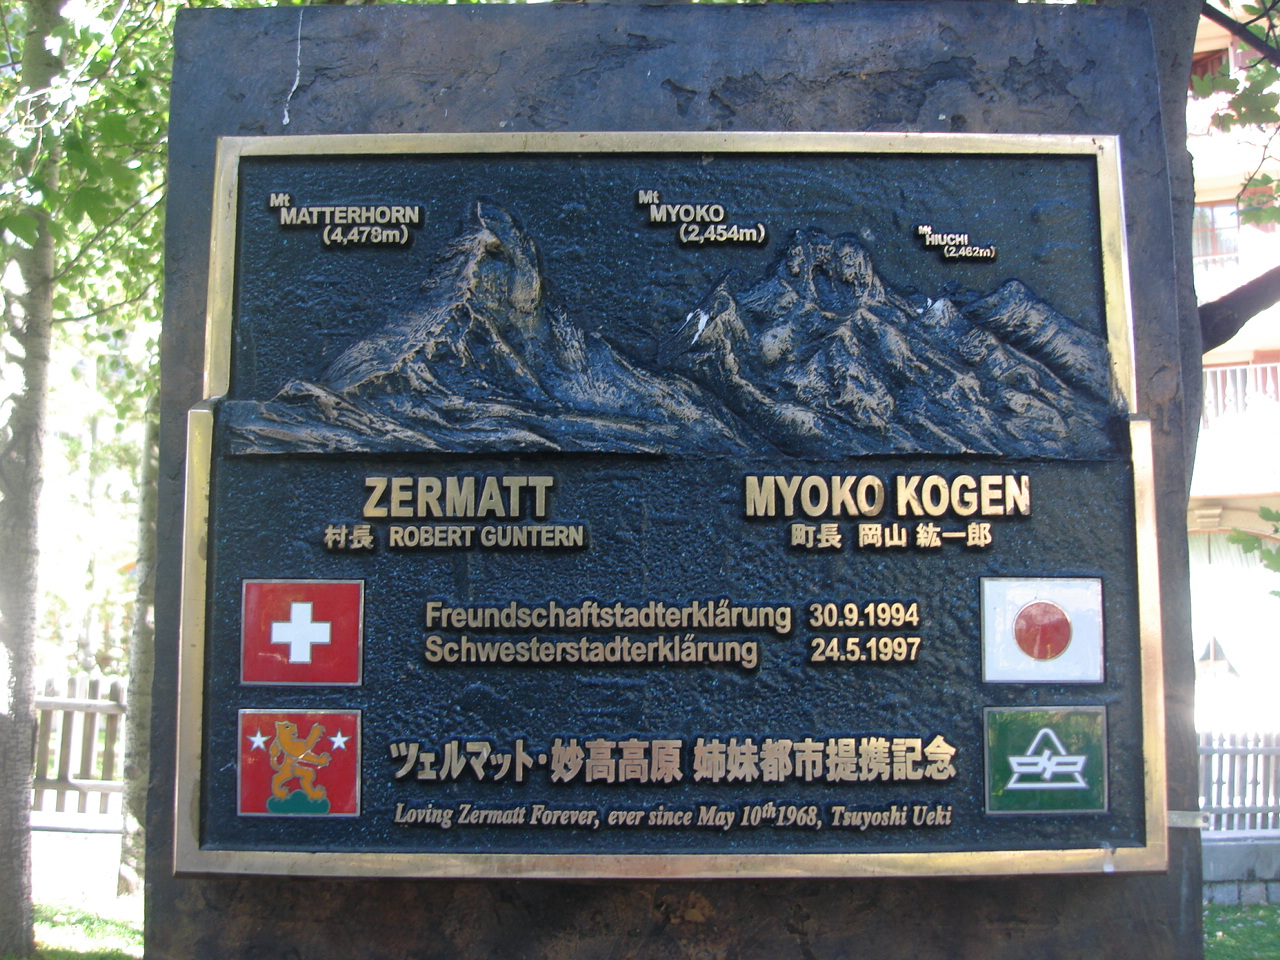 Mt MATTERHORN
(4,478m)
Mt MYOKO
(2,454m)
Mt HIUCHI
(2,462m)
ZERMATT
村長 ROBERT GUNTERN
MYOKO KOGEN
町長 岡山 紘一郎
Freundschaftstadterklärung 30.9.1994
Schwesterstadterklärung 24.5.1997
ツェルマット・妙高高原 姉妹都市提携記念
Loving Zermatt Forever, ever since May 10th 1968, Tsuyoshi Ueki